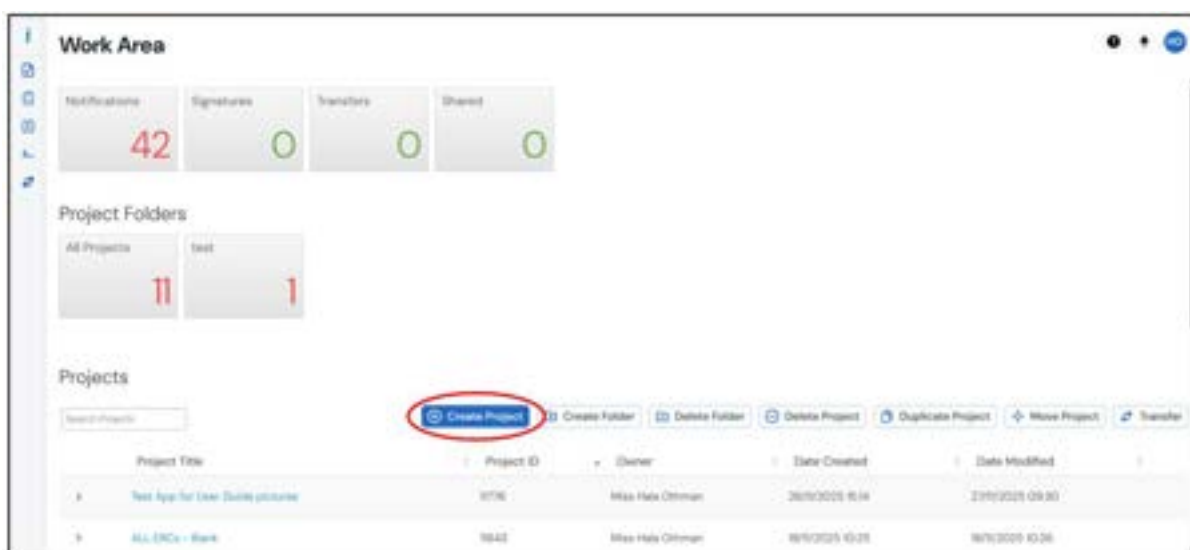 Work Area
Notifications Signatures Transfers Shared
42 0 0 0
Project Folders
All Projects test
11 1
Projects
Search Projects
Create Project Create Folder Delete Folder Delete Project Duplicate Project Move Project Transfer
Project Title Project ID Owner Date Created Date Modified
Test App for User Guide pictures Miss Hala Othman
ALL ERCs - Blank Miss Hala Othman